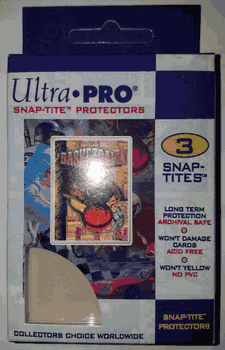 Ultra • PRO®
SNAP-TITE™ PROTECTORS
BASKETBALL
3
SNAP-
TITES™
LONG TERM
PROTECTION
ARCHIVAL SAFE
WON'T DAMAGE
CARDS
ACID FREE
WON'T YELLOW
NO PVC
SNAP-TITE™
PROTECTORS
COLLECTORS CHOICE WORLDWIDE